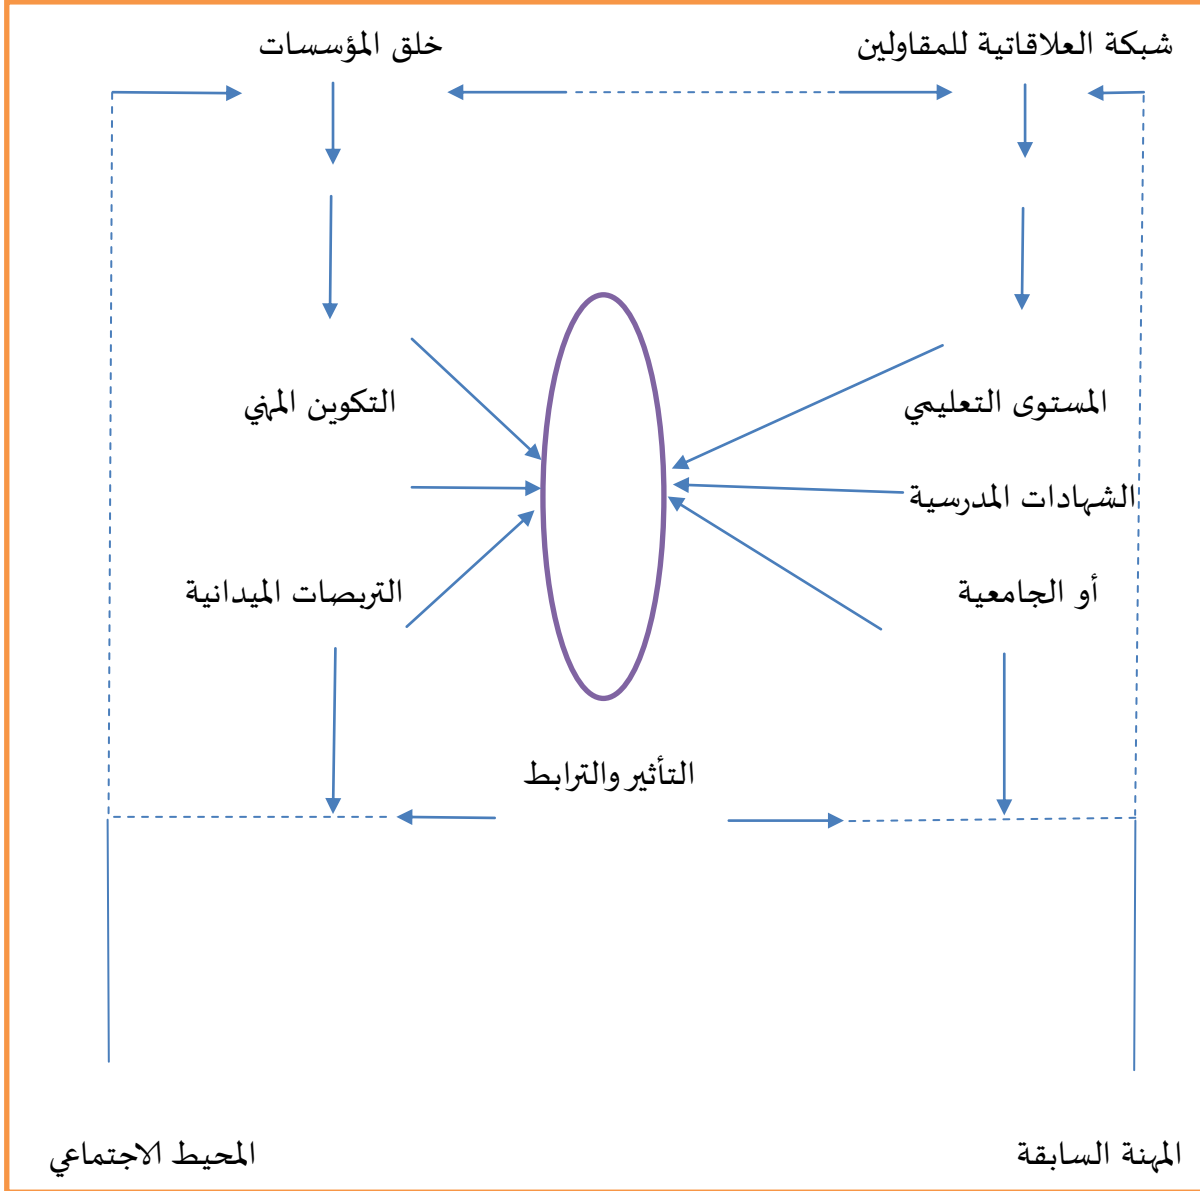 شبكة العلاقاتية للمقاولين
خلق المؤسسات
المستوى التعليمي
التكوين المهني
الشهادات المدرسية
أو الجامعية
التربصات الميدانية
التأثير والترابط
المهنة السابقة
المحيط الاجتماعي